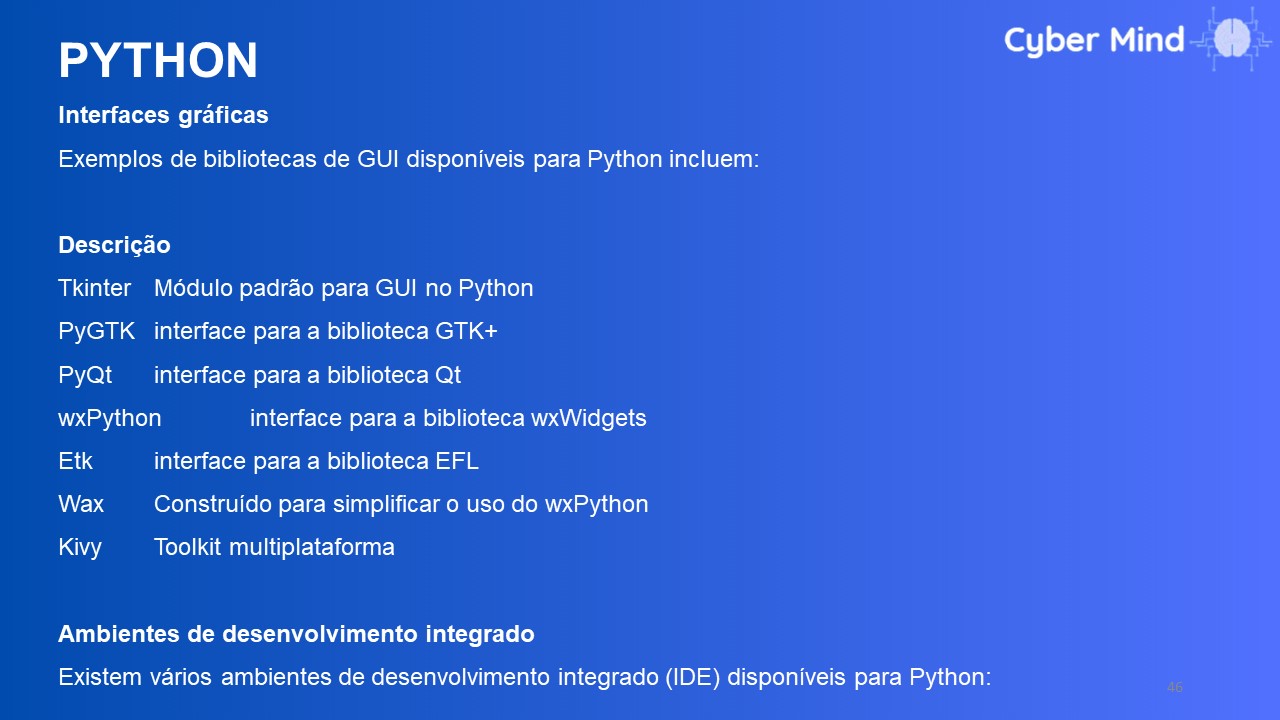 Cyber Mind
PYTHON
Interfaces gráficas
Exemplos de bibliotecas de GUI disponíveis para Python incluem:
Descrição
Tkinter Módulo padrão para GUI no Python
PyGTK interface para a biblioteca GTK+
PyQt interface para a biblioteca Qt
wxPython interface para a biblioteca wxWidgets
Etk interface para a biblioteca EFL
Wax Construído para simplificar o uso do wxPython
Kivy Toolkit multiplataforma
Ambientes de desenvolvimento integrado
Existem vários ambientes de desenvolvimento integrado (IDE) disponíveis para Python:
46